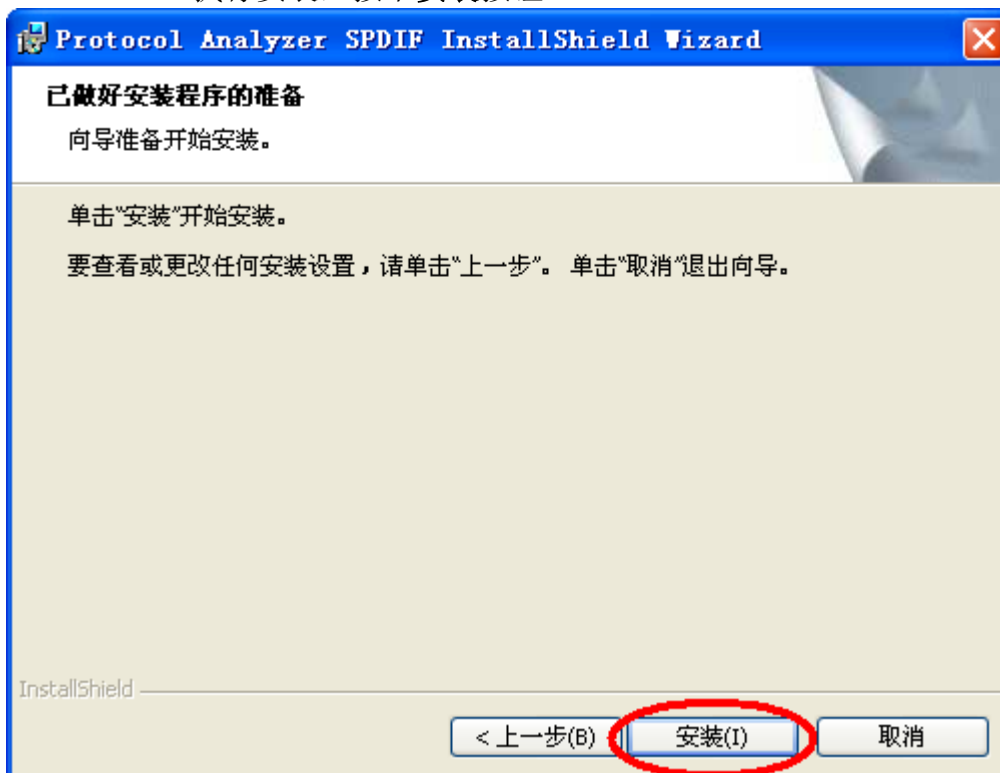 Protocol Analyzer SPDIF InstallShield Wizard
已做好安装程序的准备
向导准备开始安装。
单击“安装”开始安装。
要查看或更改任何安装设置，请单击“上一步”。 单击“取消”退出向导。
InstallShield
< 上一步(B)
安装(I)
取消